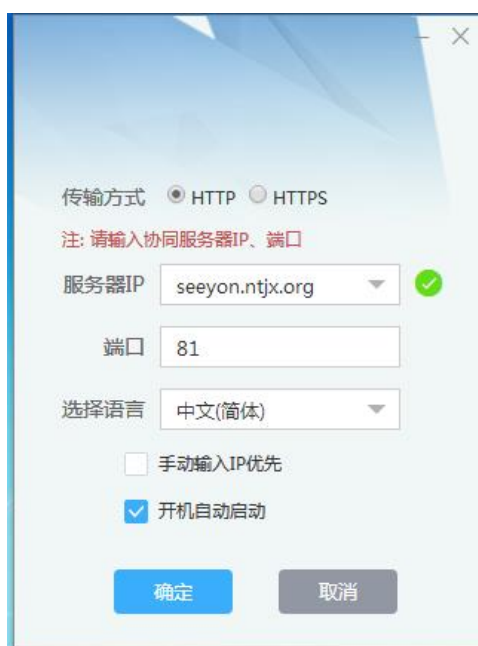 传输方式 HTTP HTTPS
注: 请输入协同服务器IP、端口
服务器IP seeyon.ntjx.org
端口 81
选择语言 中文(简体)
手动输入IP优先
开机自动启动
确定 取消